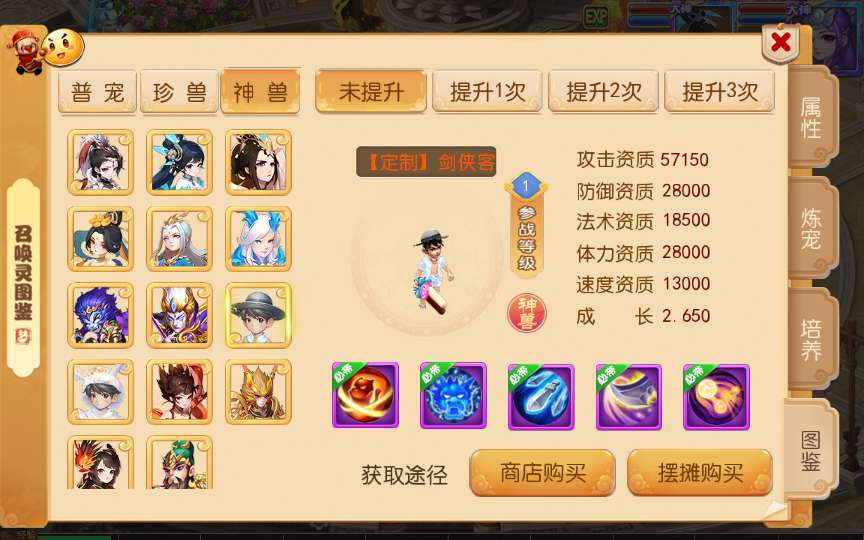 EXP
大神
大神
普宠
珍兽
神兽
未提升
提升1次
提升2次
提升3次
属性
炼宠
培养
图鉴
召唤灵图鉴
梦
【定制】剑侠客
1
参战等级
神兽
攻击资质 57150
防御资质 28000
法术资质 18500
体力资质 28000
速度资质 13000
成长 2.650
必带
必带
必带
必带
必带
获取途径
商店购买
摆摊购买